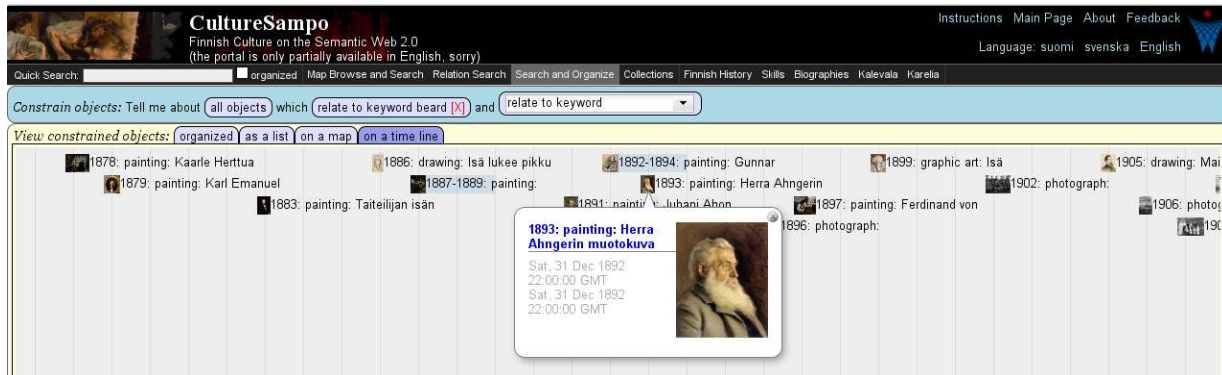 CultureSampo
Finnish Culture on the Semantic Web 2.0
(the portal is only partially available in English, sorry)
Instructions Main Page About Feedback
Language: suomi svenska English
Quick Search: organized Map Browse and Search Relation Search Search and Organize Collections Finnish History Skills Biographies Kalevala Karelia
Constrain objects: Tell me about all objects which relate to keyword beard [X] and relate to keyword
View constrained objects: organized as a list on a map on a time line
1878: painting: Kaarle Herttua 1886: drawing: Isä lukee pikku 1892-1894: painting: Gunnar 1899: graphic art: Isä 1905: drawing: Mai
1879: painting: Karl Emanuel 1887-1889: painting: 1893: painting: Herra Ahngerin 1902: photograph:
1883: painting: Taiteilijan isän 1891: painting: Juhani Ahon 1897: painting: Ferdinand von 1906: photog
1896: photograph: 190
1893: painting: Herra
Ahngerin muotokuva
Sat, 31 Dec 1892
22:00:00 GMT
Sat, 31 Dec 1892
22:00:00 GMT